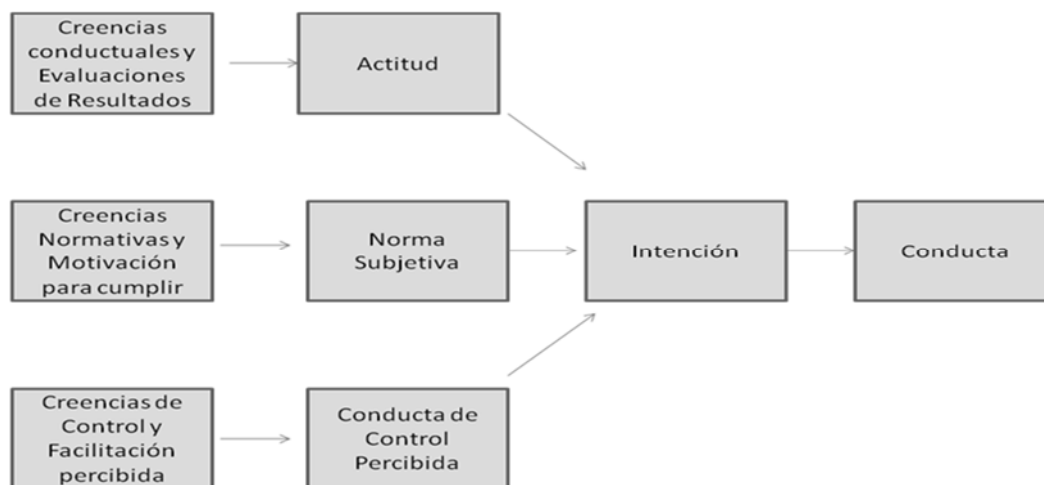 Creencias
conductuales y
Evaluaciones
de Resultados
Actitud
Creencias
Normativas y
Motivación
para cumplir
Norma
Subjetiva
Intención
Conducta
Creencias de
Control y
Facilitación
percibida
Conducta de
Control
Percibida